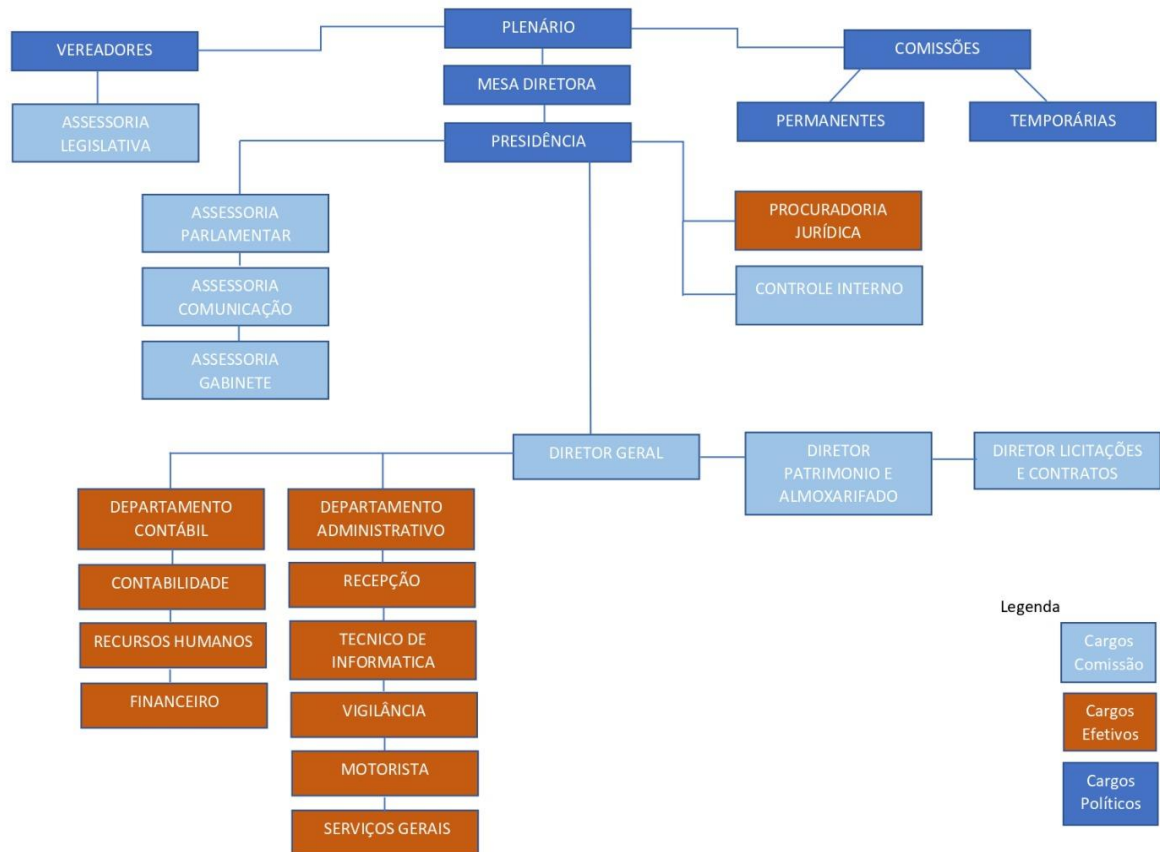 PLENÁRIO
VEREADORES
COMISSÕES
MESA DIRETORA
ASSESSORIA
LEGISLATIVA
PERMANENTES
TEMPORÁRIAS
PRESIDÊNCIA
ASSESSORIA
PARLAMENTAR
PROCURADORIA
JURÍDICA
ASSESSORIA
COMUNICAÇÃO
CONTROLE INTERNO
ASSESSORIA
GABINETE
DIRETOR GERAL
DIRETOR
PATRIMONIO E
ALMOXARIFADO
DIRETOR LICITAÇÕES
E CONTRATOS
DEPARTAMENTO
CONTÁBIL
DEPARTAMENTO
ADMINISTRATIVO
CONTABILIDADE
RECEPÇÃO
RECURSOS HUMANOS
TECNICO DE
INFORMATICA
FINANCEIRO
VIGILÂNCIA
MOTORISTA
SERVIÇOS GERAIS
Legenda
Cargos
Comissão
Cargos
Efetivos
Cargos
Políticos